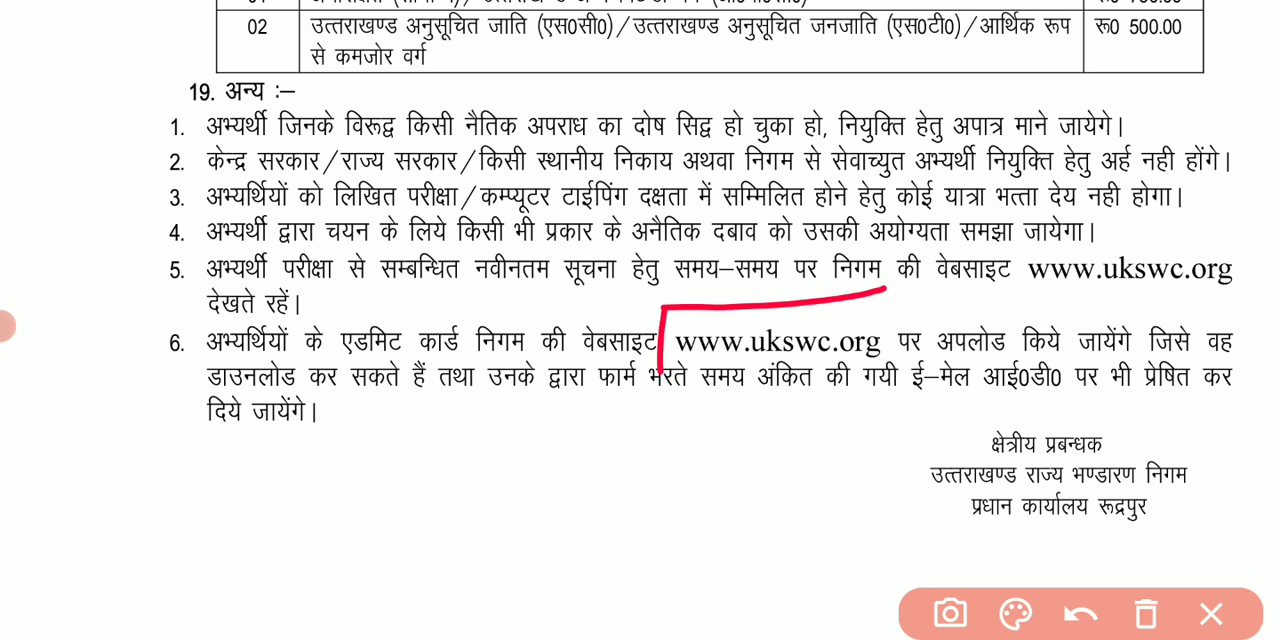 02 उत्तराखण्ड अनुसूचित जाति (एस0सी0)/उत्तराखण्ड अनुसूचित जनजाति (एस0टी0)/आर्थिक रूप रू0 500.00
से कमजोर वर्ग
19. अन्य :–
1. अभ्यर्थी जिनके विरूद्व किसी नैतिक अपराध का दोष सिद्व हो चुका हो, नियुक्ति हेतु अपात्र माने जायेगे।
2. केन्द्र सरकार/राज्य सरकार/किसी स्थानीय निकाय अथवा निगम से सेवाच्युत अभ्यर्थी नियुक्ति हेतु अर्ह नही होंगे।
3. अभ्यर्थियों को लिखित परीक्षा/कम्प्यूटर टाईपिंग दक्षता में सम्मिलित होने हेतु कोई यात्रा भत्ता देय नही होगा।
4. अभ्यर्थी द्वारा चयन के लिये किसी भी प्रकार के अनैतिक दबाव को उसकी अयोग्यता समझा जायेगा।
5. अभ्यर्थी परीक्षा से सम्बन्धित नवीनतम सूचना हेतु समय–समय पर निगम की वेबसाइट www.ukswc.org
देखते रहें।
6. अभ्यर्थियों के एडमिट कार्ड निगम की वेबसाइट www.ukswc.org पर अपलोड किये जायेंगे जिसे वह
डाउनलोड कर सकते हैं तथा उनके द्वारा फार्म भरते समय अंकित की गयी ई–मेल आई0डी0 पर भी प्रेषित कर
दिये जायेंगे।
क्षेत्रीय प्रबन्धक
उत्तराखण्ड राज्य भण्डारण निगम
प्रधान कार्यालय रूद्रपुर